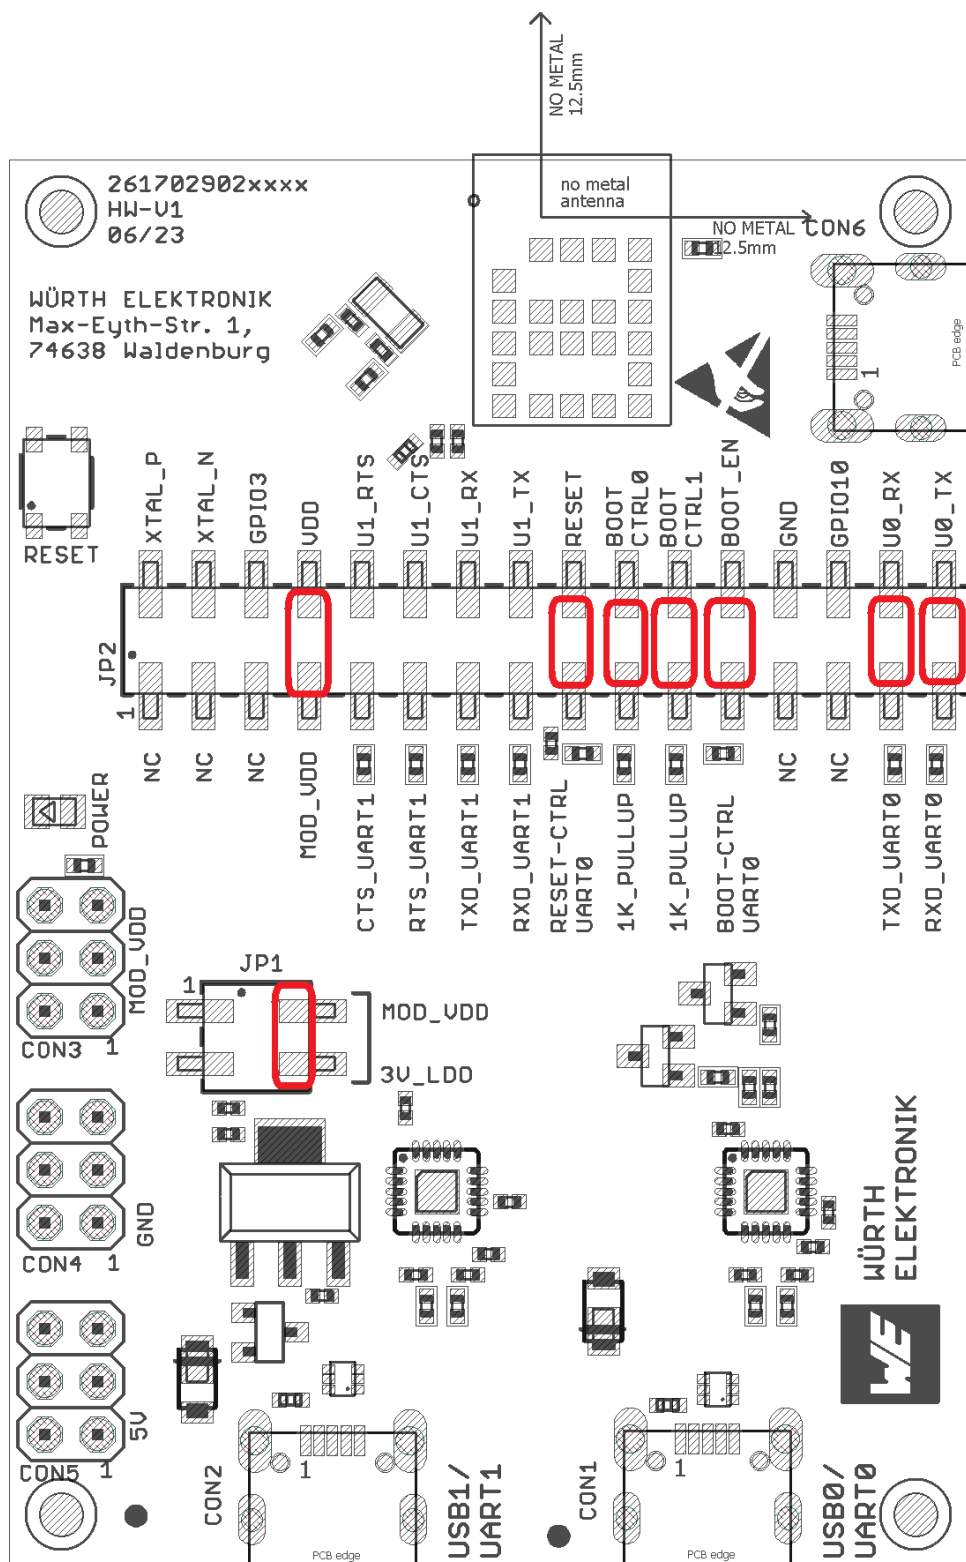 NO METAL
12.5mm
261702902xxxx
HW-V1
06/23
no metal
antenna
NO METAL
12.5mm
CON6
WÜRTH ELEKTRONIK
Max-Eyth-Str. 1,
74638 Waldenburg
1
PCB edge
RESET
XTAL_P
XTAL_N
GPIO3
VDD
U1_RTS
U1_CTS
U1_RX
U1_TX
RESET
BOOT
CTRL0
BOOT
CTRL1
BOOT_EN
GND
GPIO10
U0_RX
U0_TX
JP2
1
NC
NC
NC
MOD_VDD
CTS_UART1
RTS_UART1
TXD_UART1
RXD_UART1
RESET-CTRL
UART0
1K_PULLUP
1K_PULLUP
BOOT-CTRL
UART0
NC
NC
TXD_UART0
RXD_UART0
POWER
MOD_VDD
CON3 1
JP1
1
MOD_VDD
3V_LDO
GND
CON4 1
WÜRTH
ELEKTRONIK
WE
5V
CON5 1
CON2
1
USB1/
UART1
PCB edge
CON1
1
USB0/
UART0
PCB edge